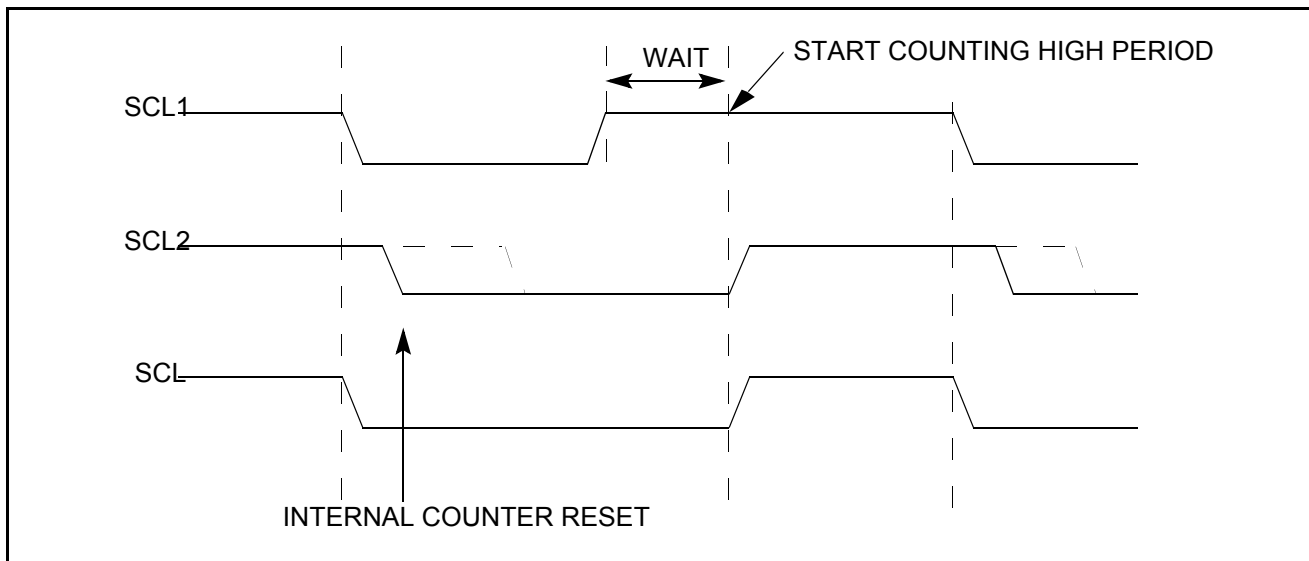 WAIT
START COUNTING HIGH PERIOD
SCL1
SCL2
SCL
INTERNAL COUNTER RESET